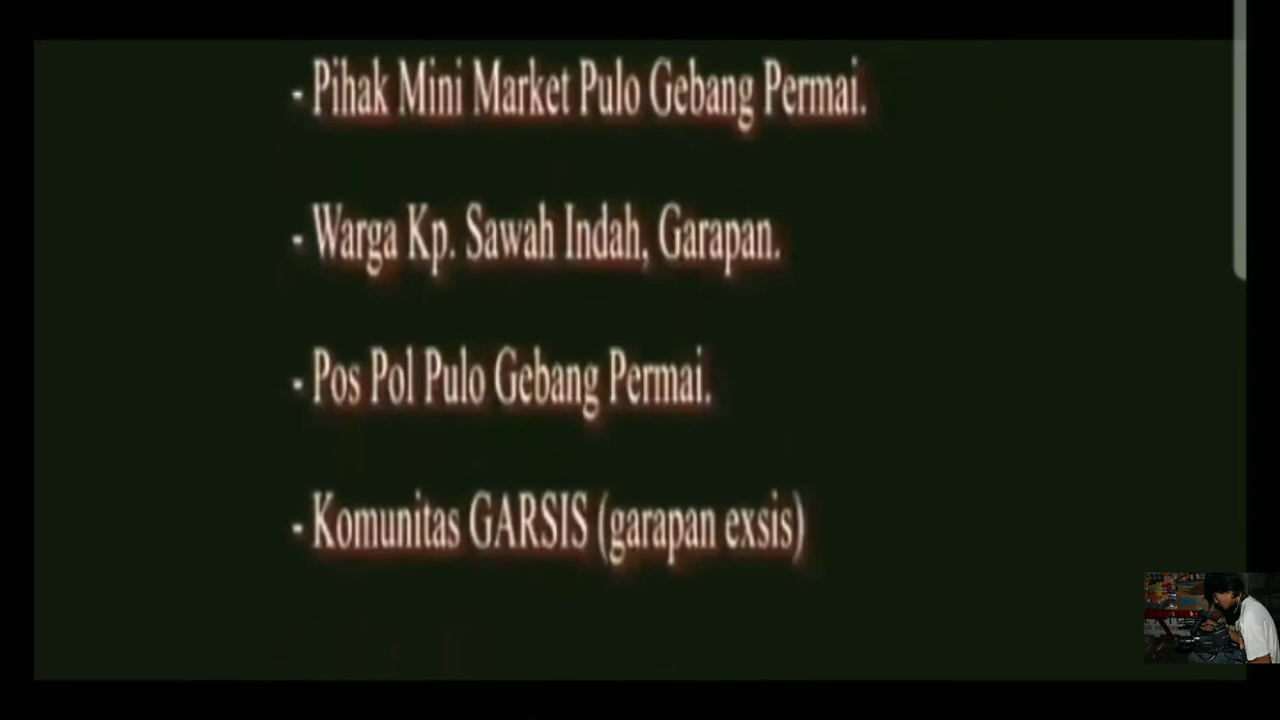 - Pihak Mini Market Pulo Gebang Permai.
- Warga Kp. Sawah Indah, Garapan.
- Pos Pol Pulo Gebang Permai.
- Komunitas GARSIS (garapan exsis)